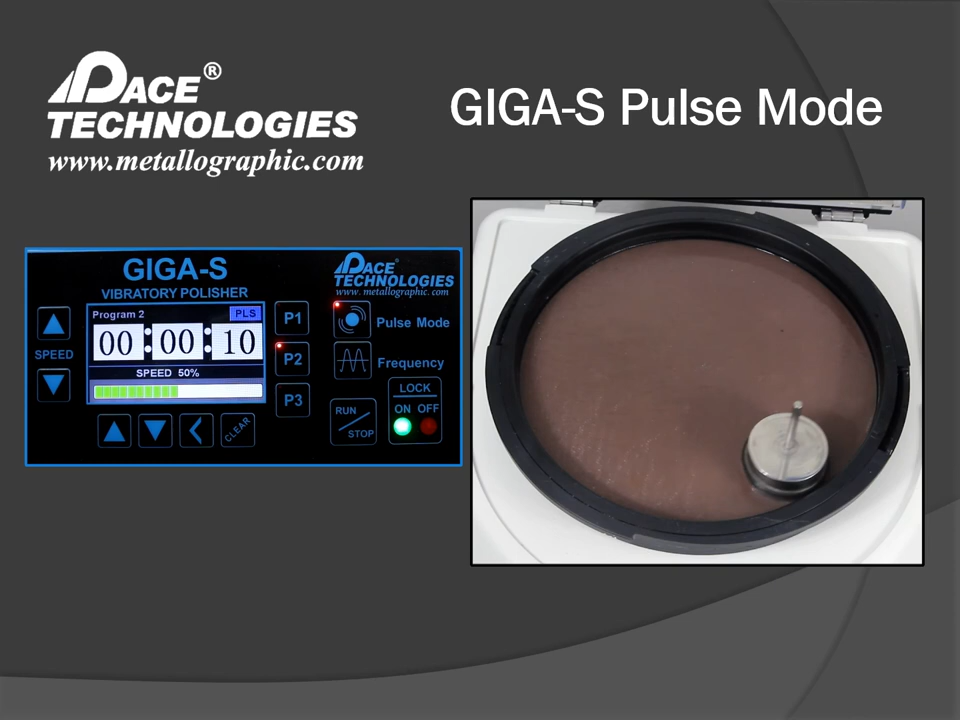 PACE®
TECHNOLOGIES
www.metallographic.com
GIGA-S Pulse Mode
GIGA-S
VIBRATORY POLISHER
PACE®
TECHNOLOGIES
www.metallographic.com
SPEED
Program 2 PLS
00:00:10
SPEED 50%
P1
P2
P3
Pulse Mode
Frequency
LOCK
ON OFF
RUN
STOP
CLEAR